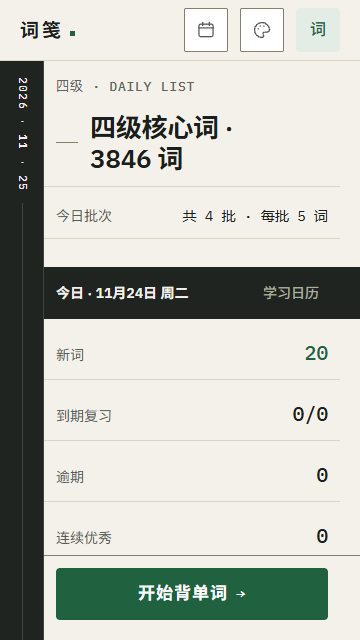 词笺
词
2026 · 11 · 25
四级 · DAILY LIST
四级核心词 ·
3846 词
今日批次
共 4 批 · 每批 5 词
今日 · 11月24日 周二
学习日历
新词
20
到期复习
0/0
逾期
0
连续优秀
0
开始背单词 →